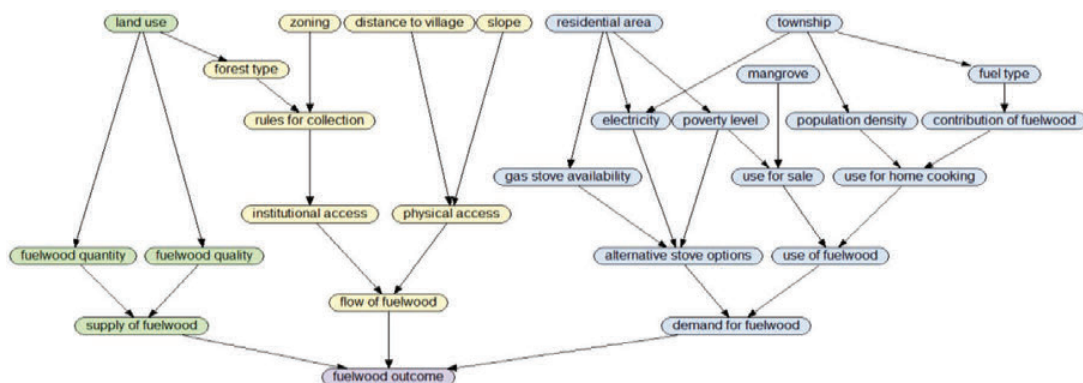 land use
zoning
distance to village
slope
residential area
township
forest type
mangrove
fuel type
rules for collection
electricity
poverty level
population density
contribution of fuelwood
gas stove availability
use for sale
use for home cooking
institutional access
physical access
fuelwood quantity
fuelwood quality
alternative stove options
use of fuelwood
flow of fuelwood
supply of fuelwood
demand for fuelwood
fuelwood outcome